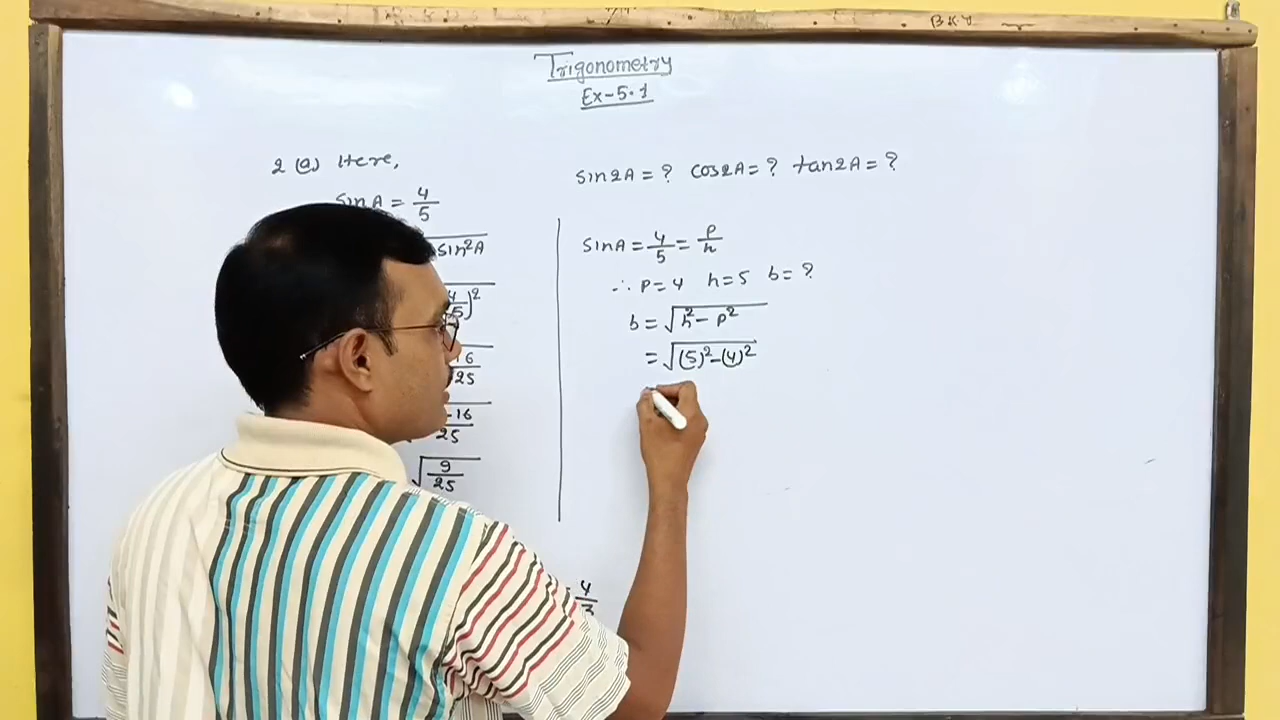 B.K.Y
Trigonometry
Ex-5.1
2 (a) Here,
sinA = 4/5
sin²A
(4/5)²
16/25
-16/25
√9/25
4/3
sin2A = ? cos2A = ? tan2A = ?
sinA = 4/5 = p/h
∴ p = 4 h = 5 b = ?
b = √h² - p²
= √(5)² - (4)²